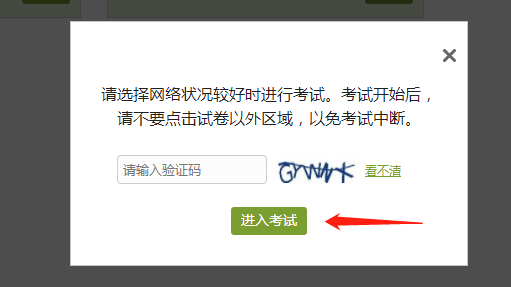 请选择网络状况较好时进行考试。考试开始后，
请不要点击试卷以外区域，以免考试中断。
请输入验证码
看不清
进入考试